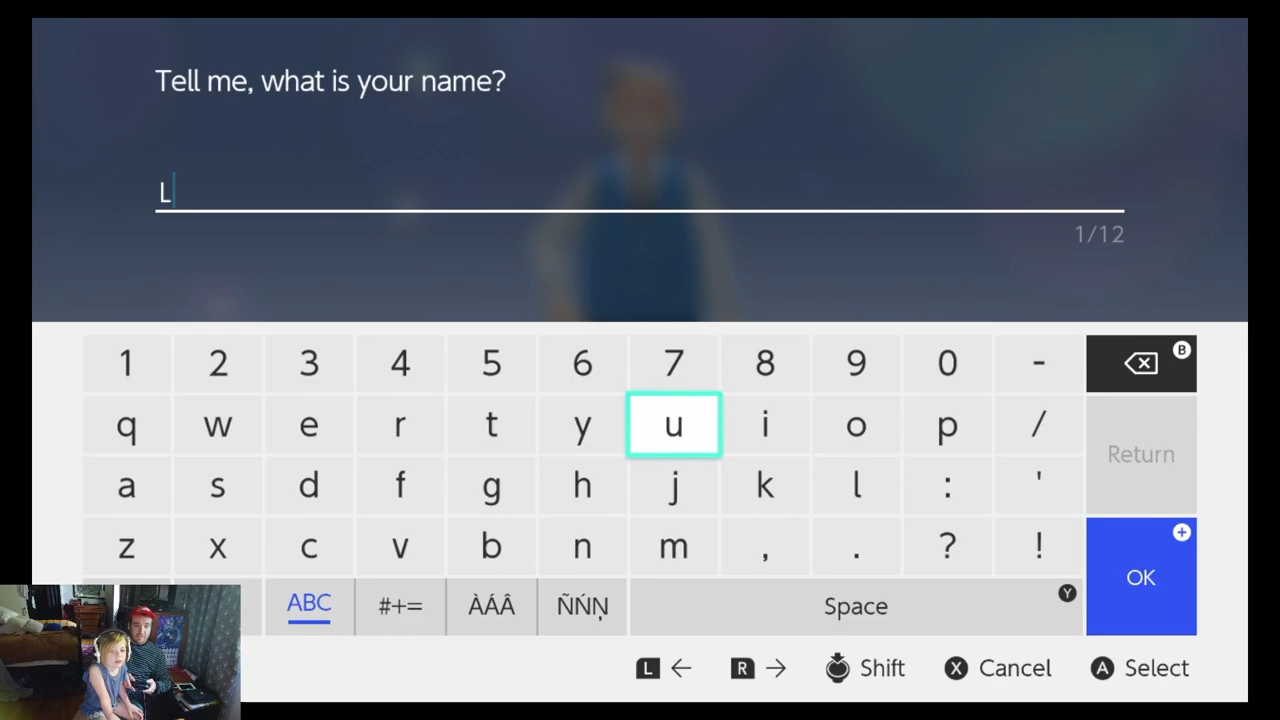 Tell me, what is your name?
L
1/12
1 2 3 4 5 6 7 8 9 0 - B
q w e r t y u i o p /
Return
a s d f g h j k l : '
z x c v b n m , . ? ! +
OK
ABC #+= ÀÁÂ ÑŃŅ Space Y
L ← R → Shift X Cancel A Select